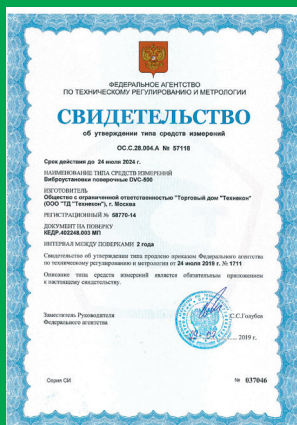 ФЕДЕРАЛЬНОЕ АГЕНТСТВО
ПО ТЕХНИЧЕСКОМУ РЕГУЛИРОВАНИЮ И МЕТРОЛОГИИ
СВИДЕТЕЛЬСТВО
об утверждении типа средств измерений
ОС.С.28.004.А № 57118
Срок действия до 24 июля 2024 г.
НАИМЕНОВАНИЕ ТИПА СРЕДСТВ ИЗМЕРЕНИЙ
Виброустановки поверочные DVC-500
ИЗГОТОВИТЕЛЬ
Общество с ограниченной ответственностью "Торговый дом "Технекон"
(ООО "ТД "Технекон"), г. Москва
РЕГИСТРАЦИОННЫЙ № 58770-14
ДОКУМЕНТ НА ПОВЕРКУ
КЕДР.402248.003 МП
ИНТЕРВАЛ МЕЖДУ ПОВЕРКАМИ 2 года
Свидетельство об утверждении типа продлено приказом Федерального агентства
по техническому регулированию и метрологии от 24 июля 2019 г. № 1711
Описание типа средств измерений является обязательным приложением
к настоящему свидетельству.
Заместитель Руководителя
Федерального агентства
С.С.Голубев
2019 г.
Серия СИ
№ 037046